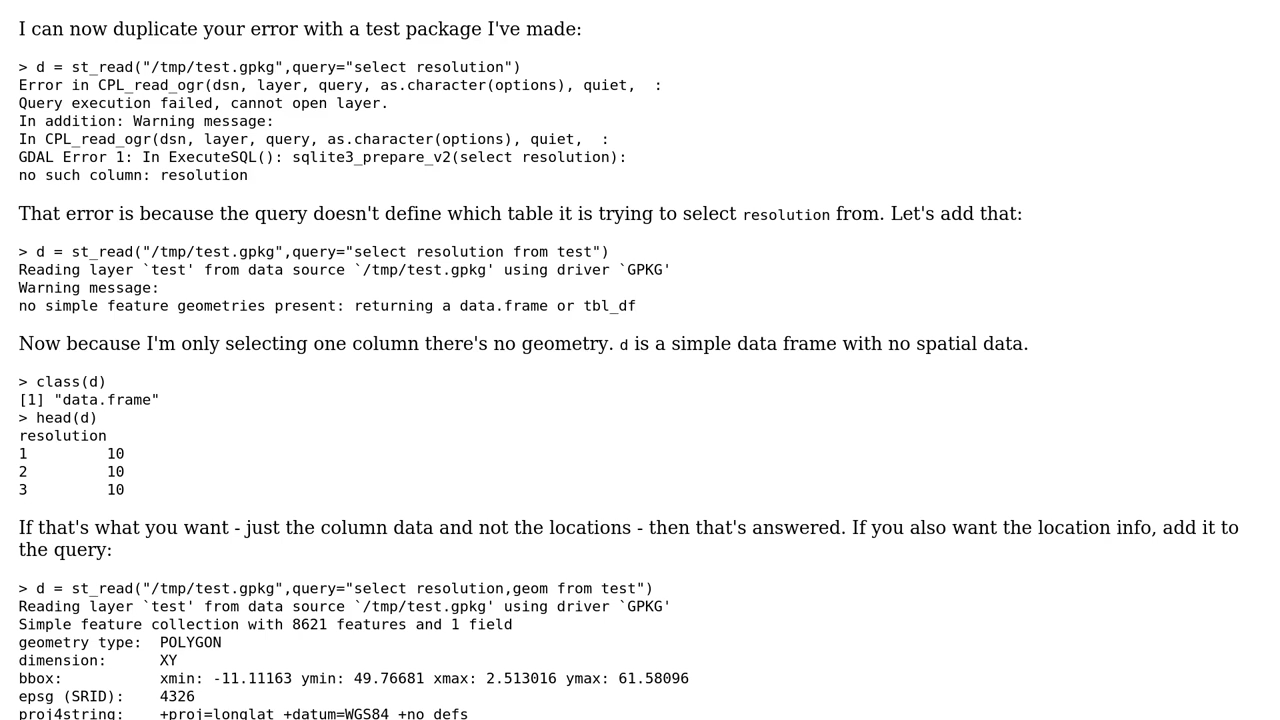 I can now duplicate your error with a test package I've made:
> d = st_read("/tmp/test.gpkg",query="select resolution")
Error in CPL_read_ogr(dsn, layer, query, as.character(options), quiet,  :
Query execution failed, cannot open layer.
In addition: Warning message:
In CPL_read_ogr(dsn, layer, query, as.character(options), quiet,  :
GDAL Error 1: In ExecuteSQL(): sqlite3_prepare_v2(select resolution):
no such column: resolution
That error is because the query doesn't define which table it is trying to select resolution from. Let's add that:
> d = st_read("/tmp/test.gpkg",query="select resolution from test")
Reading layer `test' from data source `/tmp/test.gpkg' using driver `GPKG'
Warning message:
no simple feature geometries present: returning a data.frame or tbl_df
Now because I'm only selecting one column there's no geometry. d is a simple data frame with no spatial data.
> class(d)
[1] "data.frame"
> head(d)
resolution
1         10
2         10
3         10
If that's what you want - just the column data and not the locations - then that's answered. If you also want the location info, add it to
the query:
> d = st_read("/tmp/test.gpkg",query="select resolution,geom from test")
Reading layer `test' from data source `/tmp/test.gpkg' using driver `GPKG'
Simple feature collection with 8621 features and 1 field
geometry type:  POLYGON
dimension:      XY
bbox:           xmin: -11.11163 ymin: 49.76681 xmax: 2.513016 ymax: 61.58096
epsg (SRID):    4326
proj4string:    +proj=longlat +datum=WGS84 +no_defs